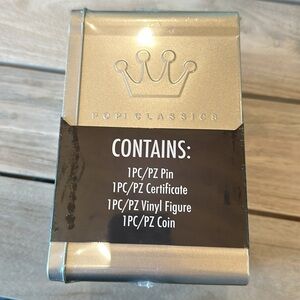 POP! CLASSICS
CONTAINS:
1PC/PZ Pin
1PC/PZ Certificate
1PC/PZ Vinyl Figure
1PC/PZ Coin